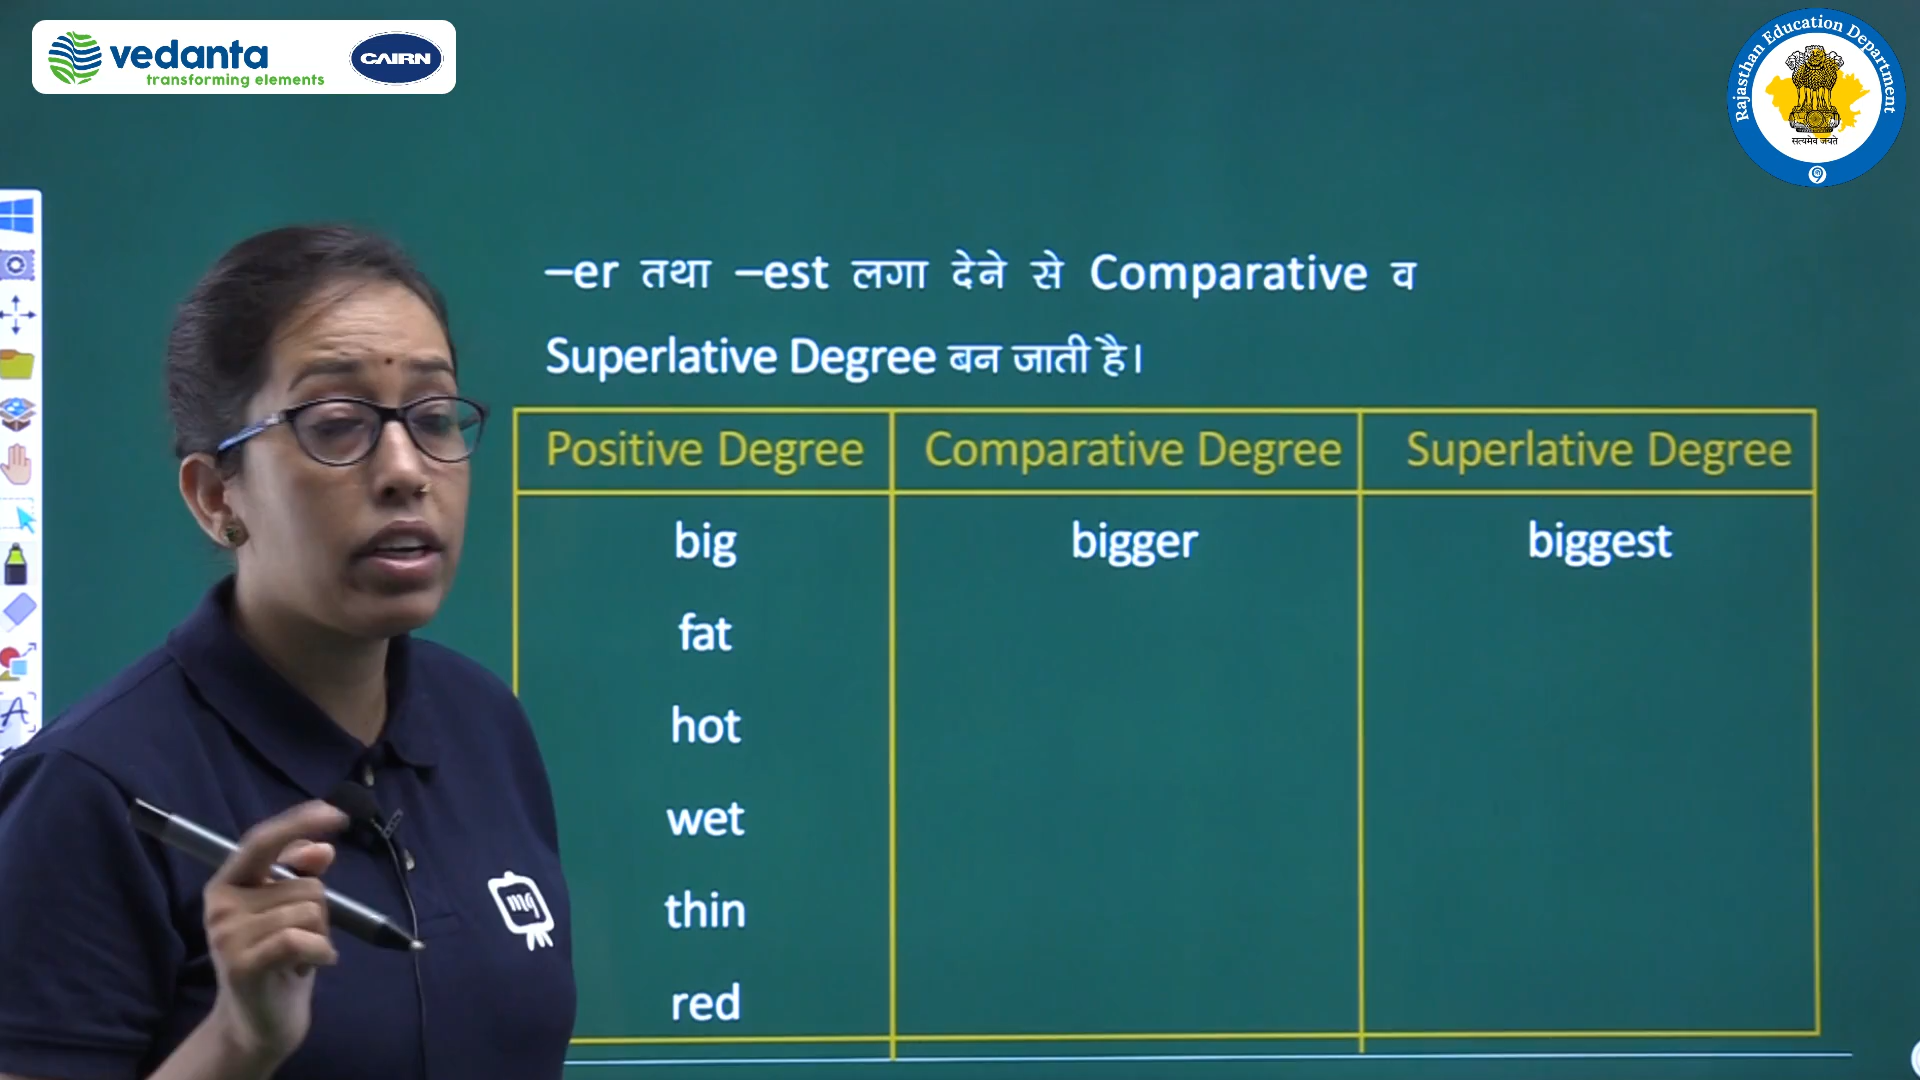 vedanta
transforming elements
CAIRN
Rajasthan Education Department
सत्यमेव जयते
–er तथा –est लगा देने से Comparative व
Superlative Degree बन जाती है।
Positive Degree Comparative Degree Superlative Degree
big bigger biggest
fat
hot
wet
thin
red
mg